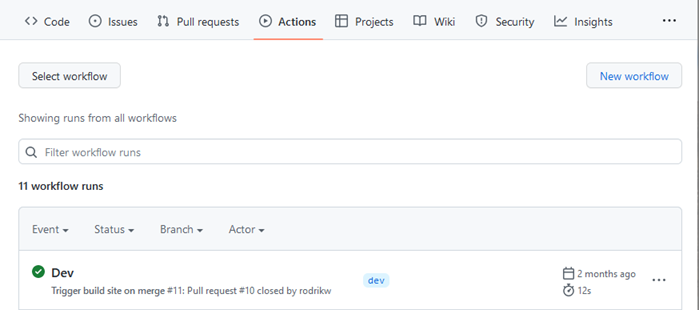 Code Issues Pull requests Actions Projects Wiki Security Insights ...
Select workflow New workflow
Showing runs from all workflows
Filter workflow runs
11 workflow runs
Event Status Branch Actor
Dev dev 2 months ago ...
Trigger build site on merge #11: Pull request #10 closed by rodrikw 12s